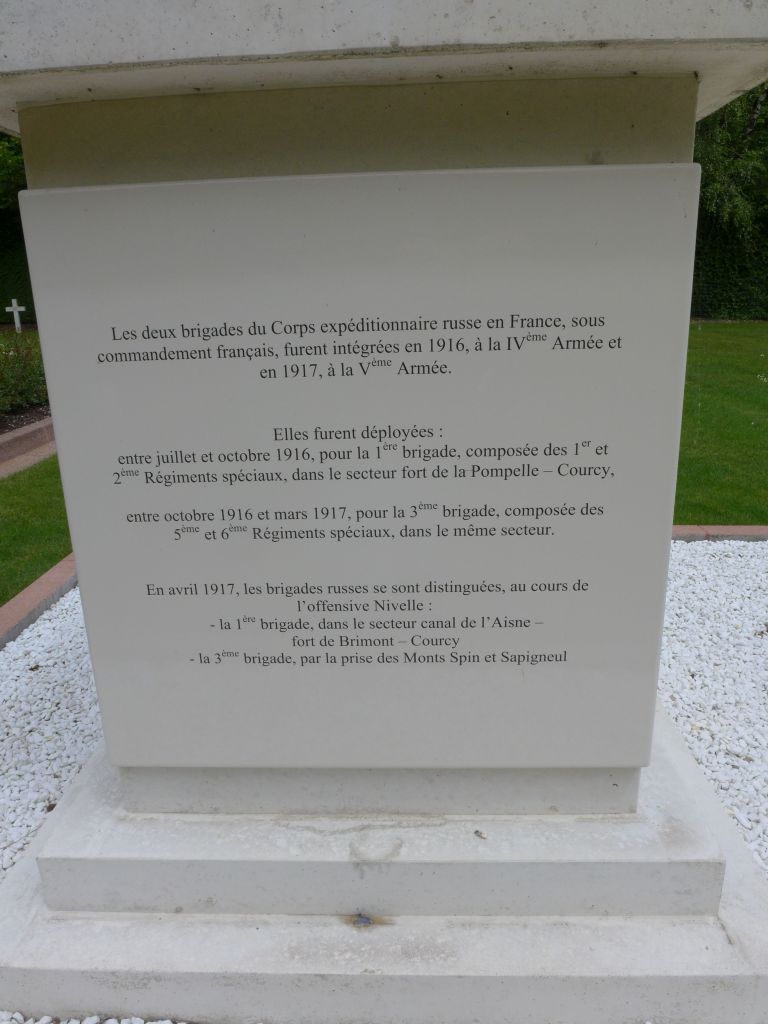 Les deux brigades du Corps expéditionnaire russe en France, sous
commandement français, furent intégrées en 1916, à la IVème Armée et
en 1917, à la Vème Armée.
Elles furent déployées :
entre juillet et octobre 1916, pour la 1ère brigade, composée des 1er et
2ème Régiments spéciaux, dans le secteur fort de la Pompelle – Courcy,
entre octobre 1916 et mars 1917, pour la 3ème brigade, composée des
5ème et 6ème Régiments spéciaux, dans le même secteur.
En avril 1917, les brigades russes se sont distinguées, au cours de
l'offensive Nivelle :
- la 1ère brigade, dans le secteur canal de l'Aisne –
fort de Brimont – Courcy
- la 3ème brigade, par la prise des Monts Spin et Sapigneul